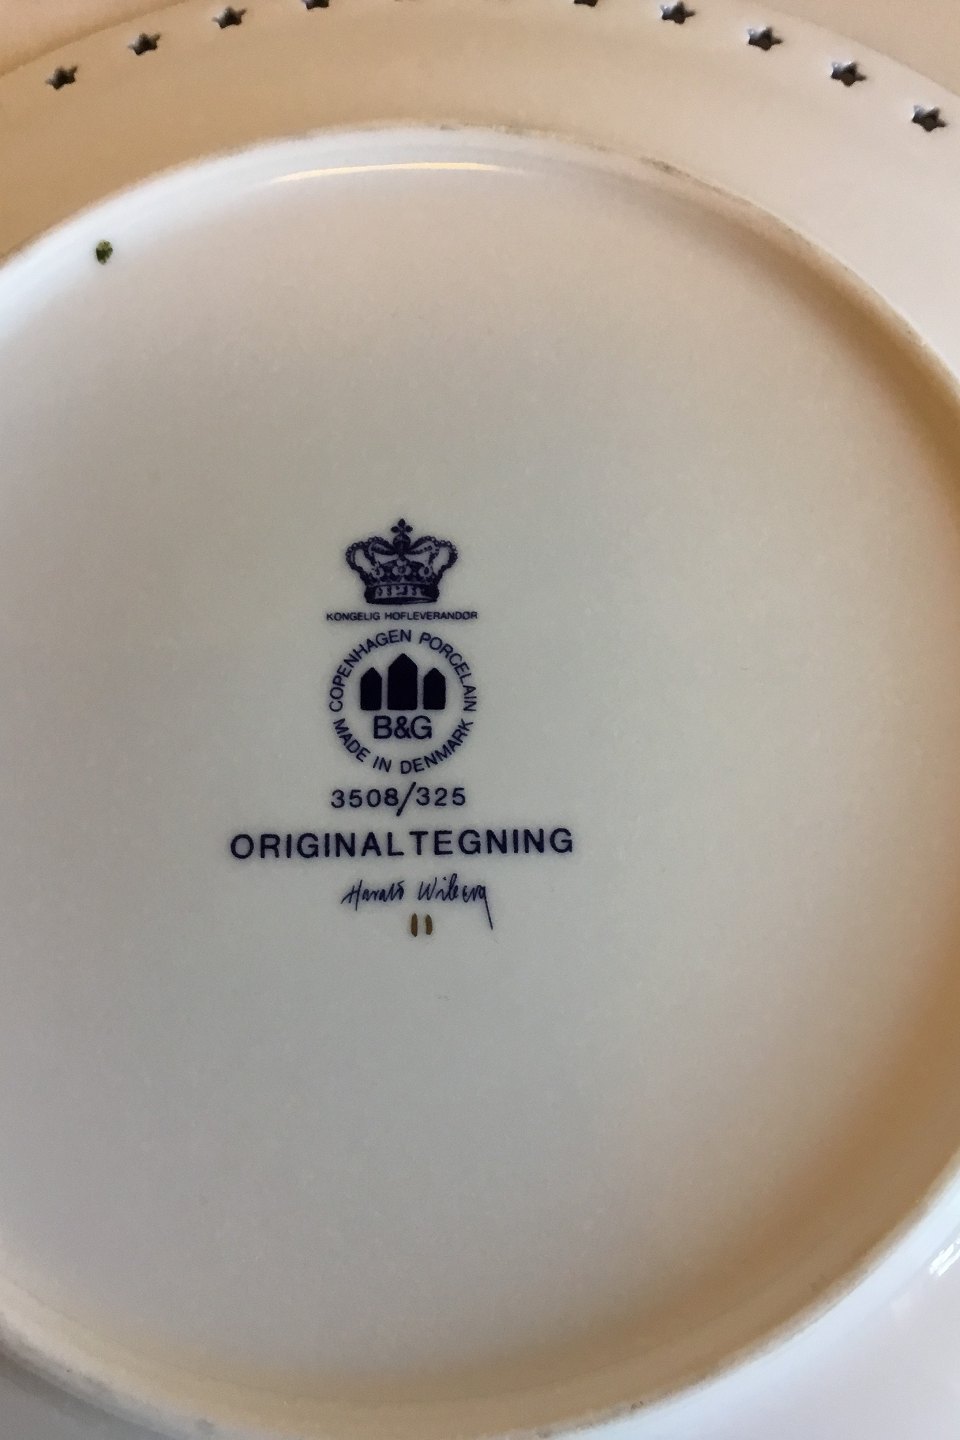 KONGELIG HOFLEVERANDØR
COPENHAGEN PORCELAIN
B&G
MADE IN DENMARK
3508/325
ORIGINALTEGNING
Harald Wiberg